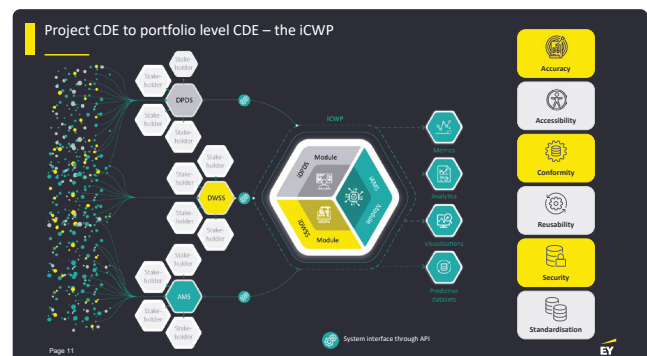 Project CDE to portfolio level CDE – the iCWP
Stake-
holder
Stake-
holder
DPDS
Stake-
holder
Stake-
holder
Stake-
holder
Stake-
holder
DWSS
Stake-
holder
Stake-
holder
Stake-
holder
Stake-
holder
AMS
Stake-
holder
Stake-
holder
iCWP
iDPDS
Module
iAMS
Module
iDWSS
Module
Metrics
Analytics
Visualisations
Predictive
datasets
System interface through API
Accuracy
Accessibility
Conformity
Reusability
Security
Standardisation
Page 11
EY